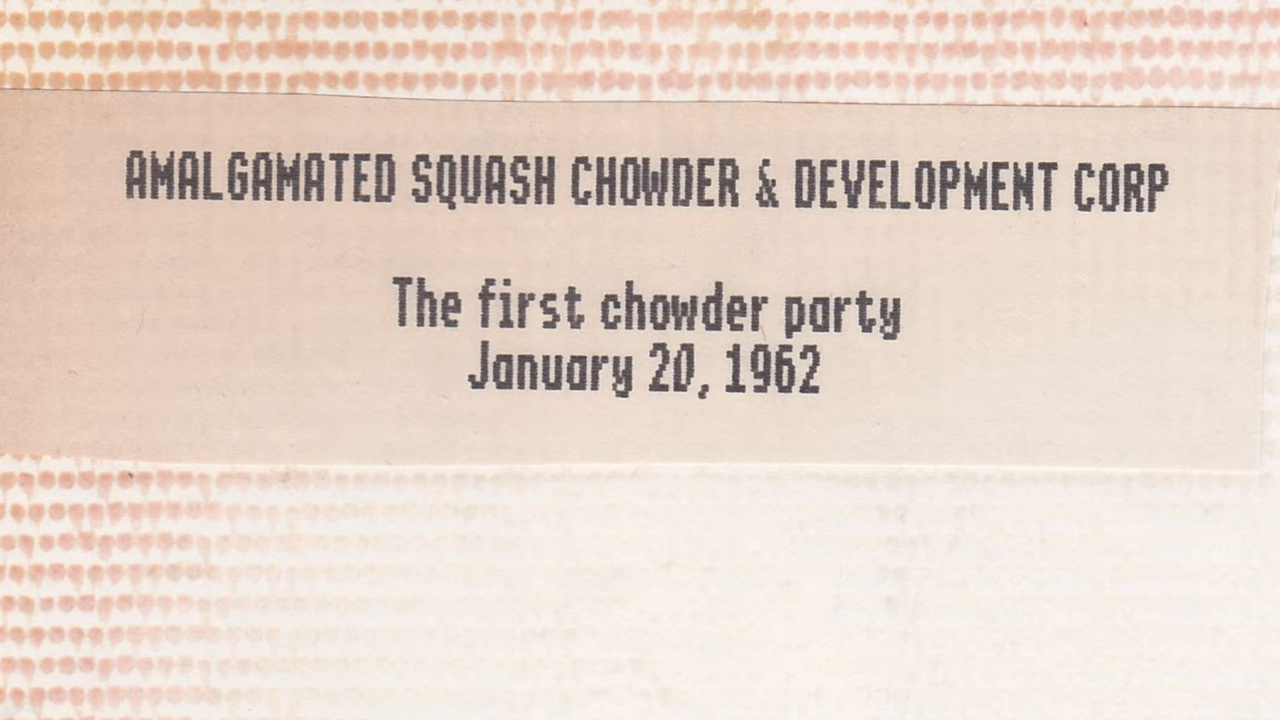 AMALGAMATED SQUASH CHOWDER & DEVELOPMENT CORP
The first chowder party
January 20, 1962